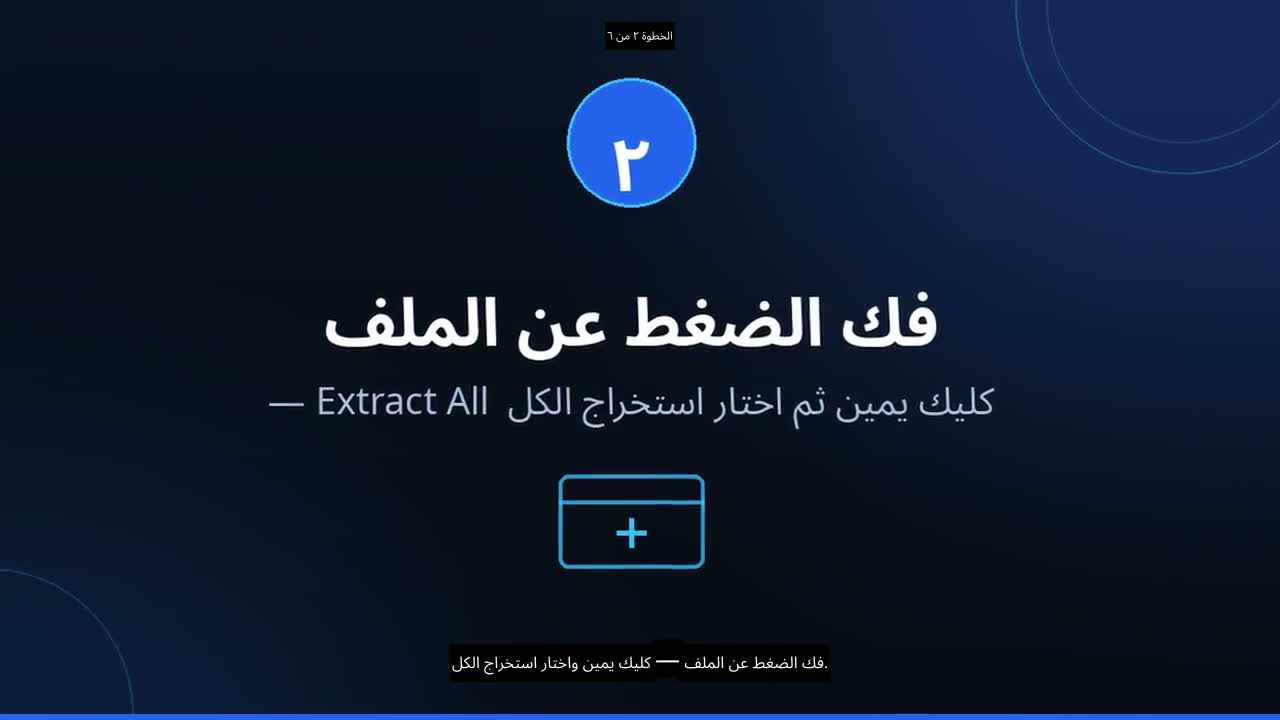 الخطوة ٢ من ٦
٢
فك الضغط عن الملف
كليك يمين ثم اختار استخراج الكل Extract All —
فك الضغط عن الملف — كليك يمين واختار استخراج الكل.